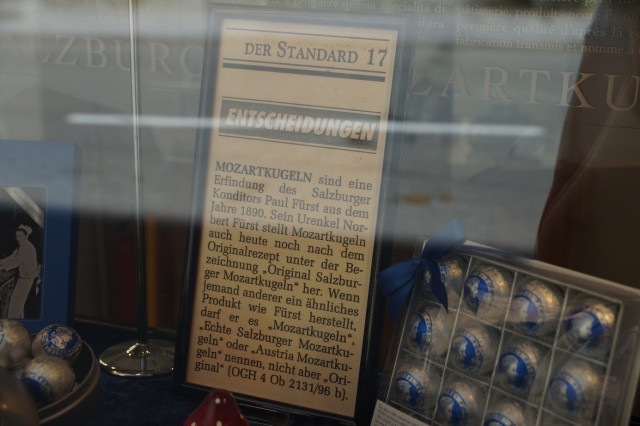 DER STANDARD 17
ENTSCHEIDUNGEN
MOZARTKUGELN sind eine
Erfindung des Salzburger
Konditors Paul Fürst aus dem
Jahre 1890. Sein Urenkel Nor-
bert Fürst stellt Mozartkugeln
auch heute noch nach dem
Originalrezept unter der Be-
zeichnung „Original Salzbur-
ger Mozartkugeln" her. Wenn
jemand anderer ein ähnliches
Produkt wie Fürst herstellt,
darf er es „Mozartkugeln",
„Echte Salzburger Mozartku-
geln" oder „Austria Mozartku-
geln" nennen, nicht aber „Ori-
ginal" (OGH 4 Ob 2131/96 b).
LZBURG
ZARTKU